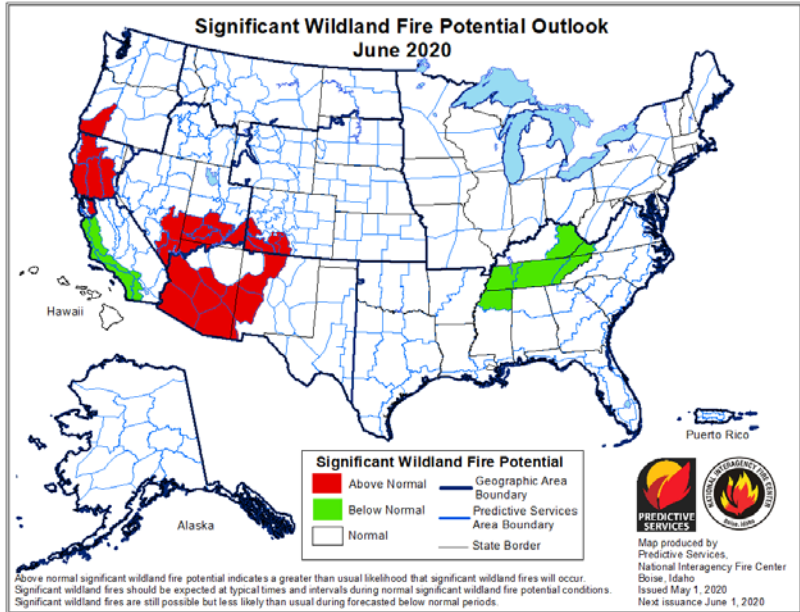 Significant Wildland Fire Potential Outlook
June 2020
Hawaii
Alaska
Puerto Rico
Significant Wildland Fire Potential
Above Normal
Below Normal
Normal
Geographic Area
Boundary
Predictive Services
Area Boundary
State Border
PREDICTIVE
SERVICES
NATIONAL INTERAGENCY FIRE CENTER
Boise, Idaho
Map produced by
Predictive Services,
National Interagency Fire Center
Boise, Idaho
Issued May 1, 2020
Next issuance June 1, 2020
Above normal significant wildland fire potential indicates a greater than usual likelihood that significant wildland fires will occur.
Significant wildland fires should be expected at typical times and intervals during normal significant wildland fire potential conditions.
Significant wildland fires are still possible but less likely than usual during forecasted below normal periods.